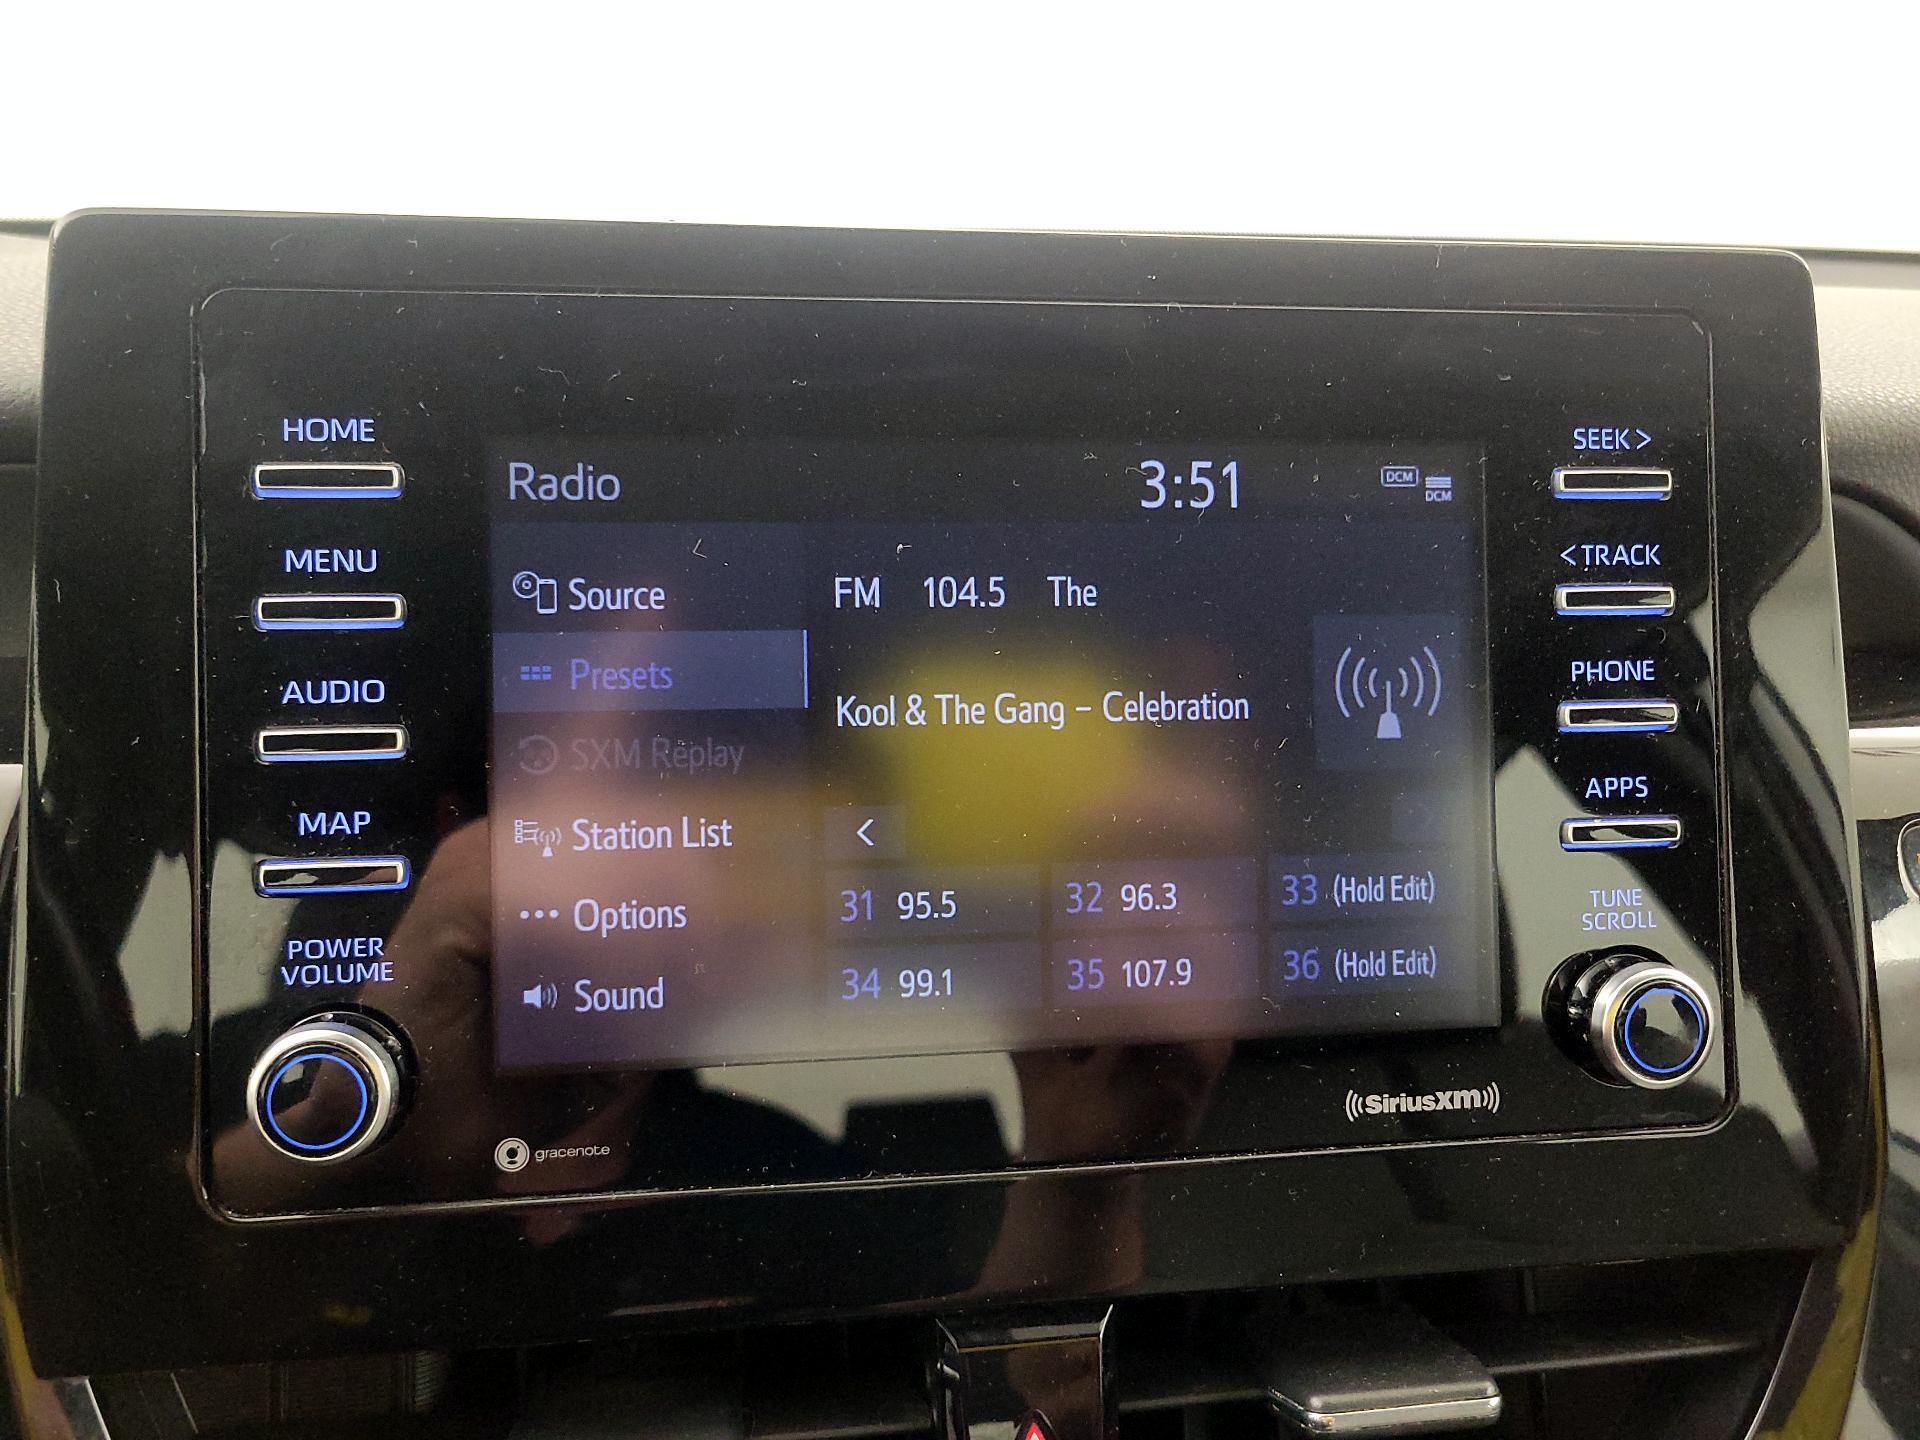 HOME
MENU
AUDIO
MAP
POWER
VOLUME
Radio
3:51
DCM
DCM
Source
Presets
SXM Replay
Station List
Options
Sound
FM 104.5 The
Kool & The Gang - Celebration
<
31 95.5
32 96.3
33 (Hold Edit)
34 99.1
35 107.9
36 (Hold Edit)
SEEK >
< TRACK
PHONE
APPS
TUNE
SCROLL
gracenote
SiriusXM